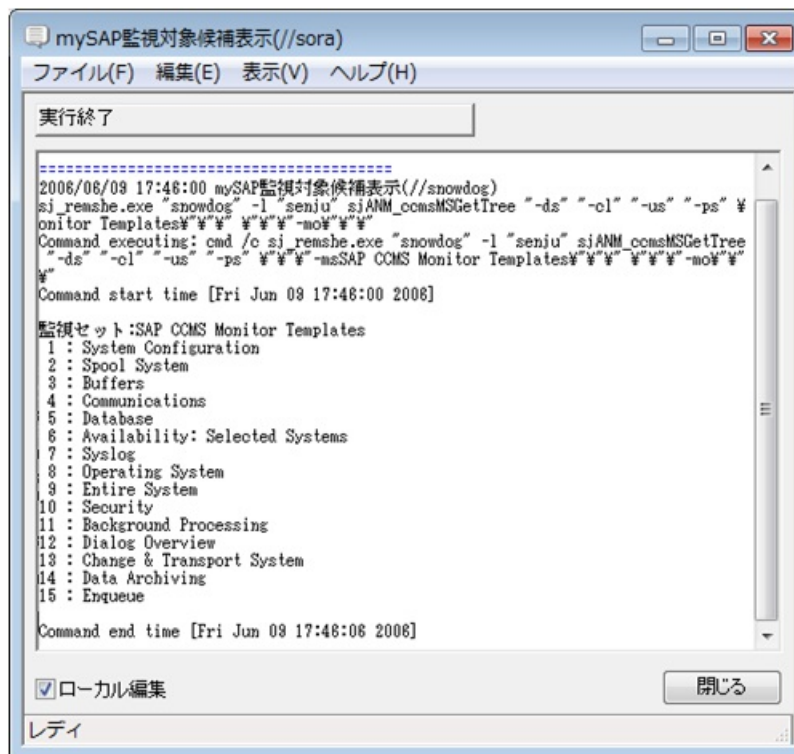 mySAP監視対象候補表示(//sora)
ファイル(F) 編集(E) 表示(V) ヘルプ(H)
実行終了
========================================
2006/06/09 17:46:00 mySAP監視対象候補表示(//snowdog)
sj_remshe.exe "snowdog" -l "senju" sjANM_ccmsMSGetTree "-ds" "-cl" "-us" "-ps" ¥
onitor Templates¥"¥"¥" ¥"¥"¥"-mo¥"¥"¥"
Command executing: cmd /c sj_remshe.exe "snowdog" -l "senju" sjANM_ccmsMSGetTree
"-ds" "-cl" "-us" "-ps" ¥"¥"¥"-msSAP CCMS Monitor Templates¥"¥"¥" ¥"¥"¥"-mo¥"¥"
¥"
Command start time [Fri Jun 09 17:46:00 2006]
監視セット:SAP CCMS Monitor Templates
1 : System Configuration
2 : Spool System
3 : Buffers
4 : Communications
5 : Database
6 : Availability: Selected Systems
7 : Syslog
8 : Operating System
9 : Entire System
10 : Security
11 : Background Processing
12 : Dialog Overview
13 : Change & Transport System
14 : Data Archiving
15 : Enqueue
Command end time [Fri Jun 09 17:46:06 2006]
ローカル編集
閉じる
レディ